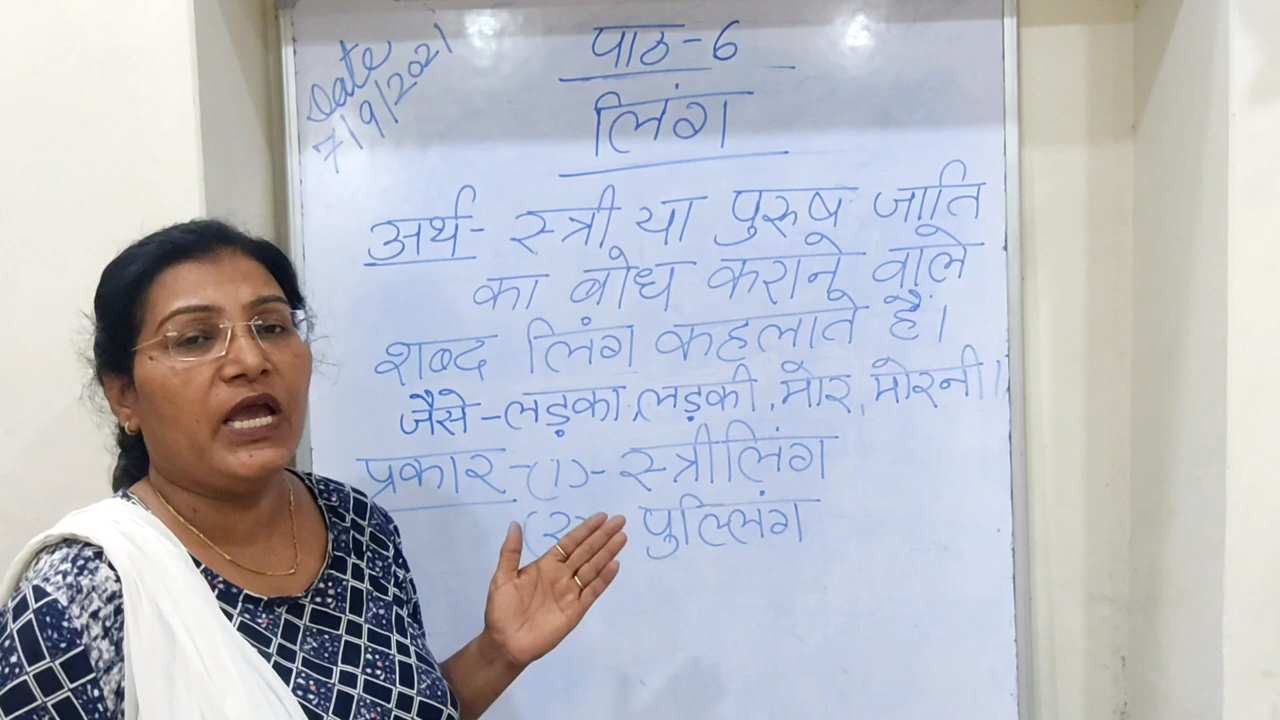 Date
7/9/2021
पाठ-6
लिंग
अर्थ- स्त्री या पुरुष जाति
का बोध कराने वाले
शब्द लिंग कहलाते हैं।
जैसे-लड़का,लड़की,मोर,मोरनी।
प्रकार-(1)- स्त्रीलिंग
(2) पुल्लिंग